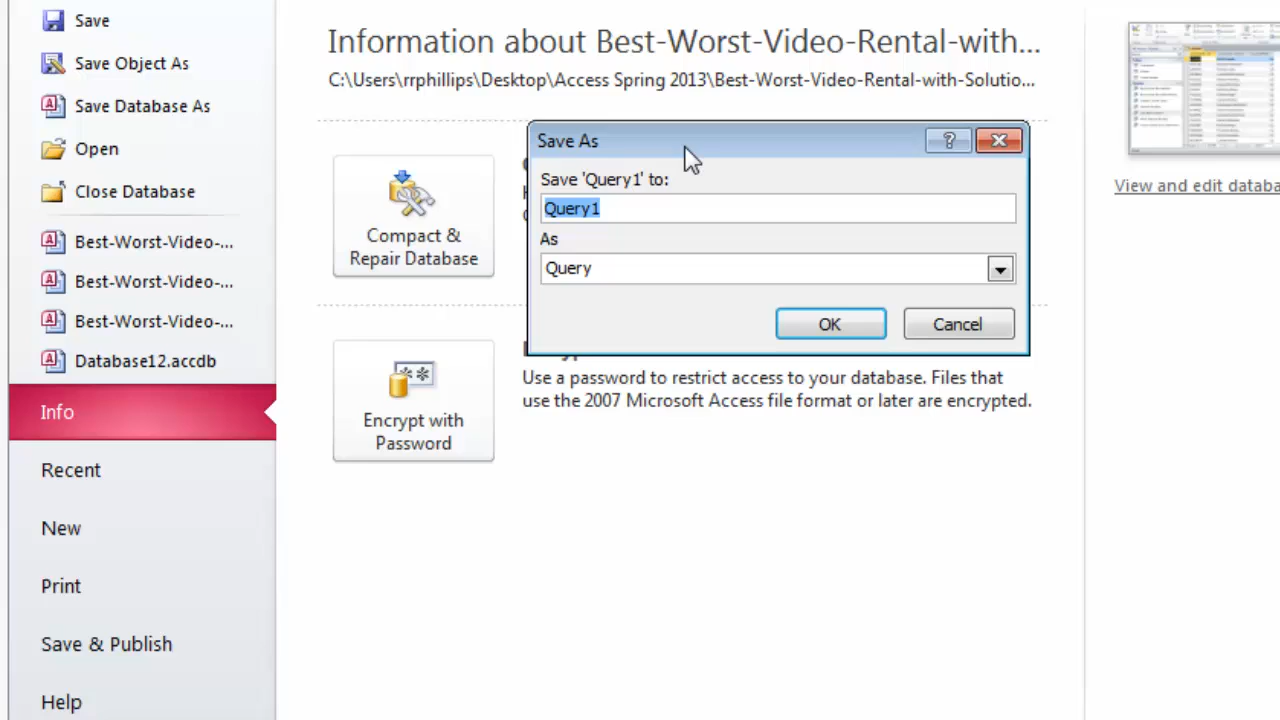 Save
Save Object As
Save Database As
Open
Close Database
Best-Worst-Video-...
Best-Worst-Video-...
Best-Worst-Video-...
Database12.accdb
Info
Recent
New
Print
Save & Publish
Help
Information about Best-Worst-Video-Rental-with...
C:\Users\rrphillips\Desktop\Access Spring 2013\Best-Worst-Video-Rental-with-Solutio...
Compact &
Repair Database
Encrypt with
Password
Use a password to restrict access to your database. Files that
use the 2007 Microsoft Access file format or later are encrypted.
Save As
?
Save 'Query1' to:
Query1
As
Query
OK
Cancel
View and edit databa